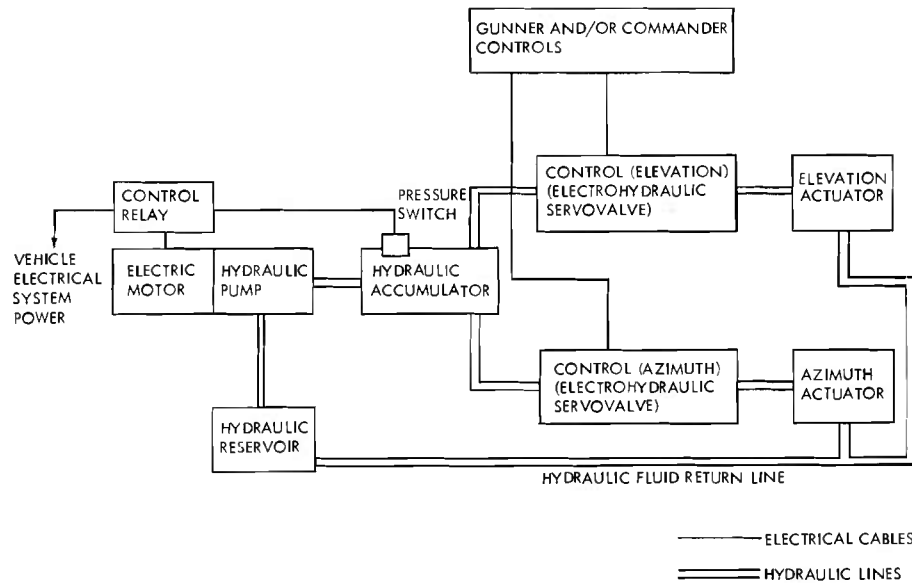 GUNNER AND/OR COMMANDER
CONTROLS
CONTROL (ELEVATION)
(ELECTROHYDRAULIC
SERVOVALVE)
ELEVATION
ACTUATOR
CONTROL
RELAY
PRESSURE
SWITCH
VEHICLE
ELECTRICAL
SYSTEM
POWER
ELECTRIC
MOTOR
HYDRAULIC
PUMP
HYDRAULIC
ACCUMULATOR
CONTROL (AZIMUTH)
(ELECTROHYDRAULIC
SERVOVALVE)
AZIMUTH
ACTUATOR
HYDRAULIC
RESERVOIR
HYDRAULIC FLUID RETURN LINE
ELECTRICAL CABLES
HYDRAULIC LINES